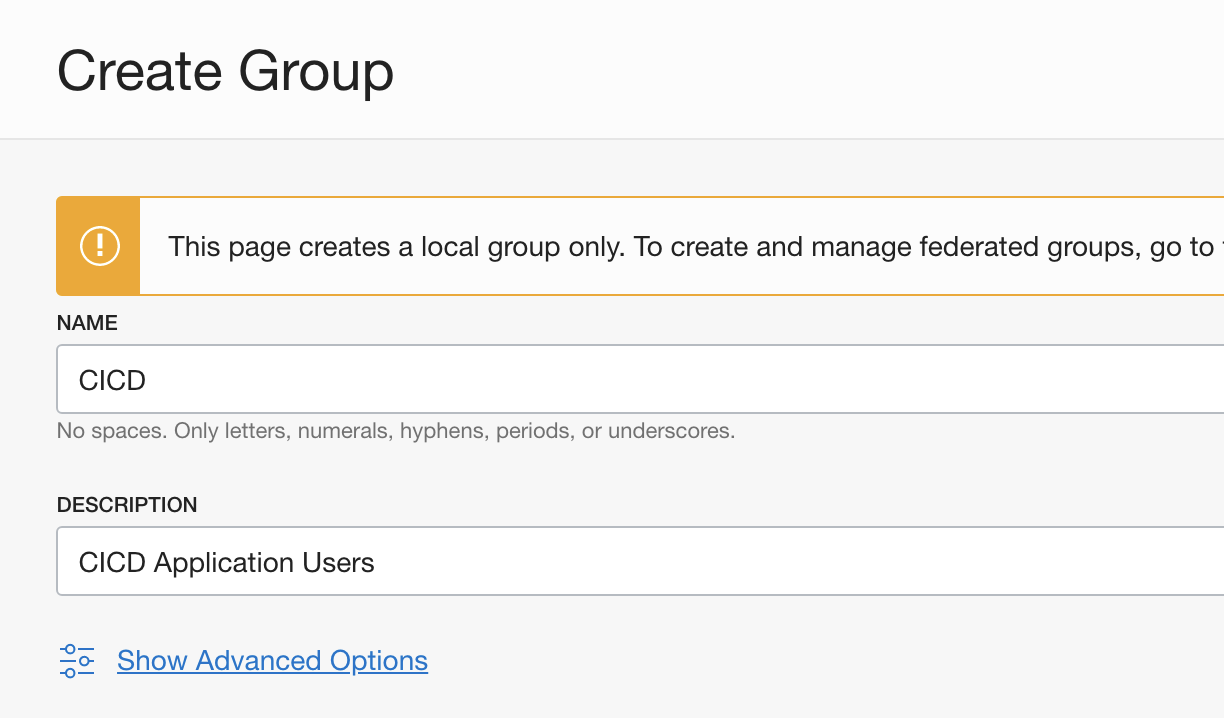 Create Group
This page creates a local group only. To create and manage federated groups, go to
NAME
CICD
No spaces. Only letters, numerals, hyphens, periods, or underscores.
DESCRIPTION
CICD Application Users
Show Advanced Options